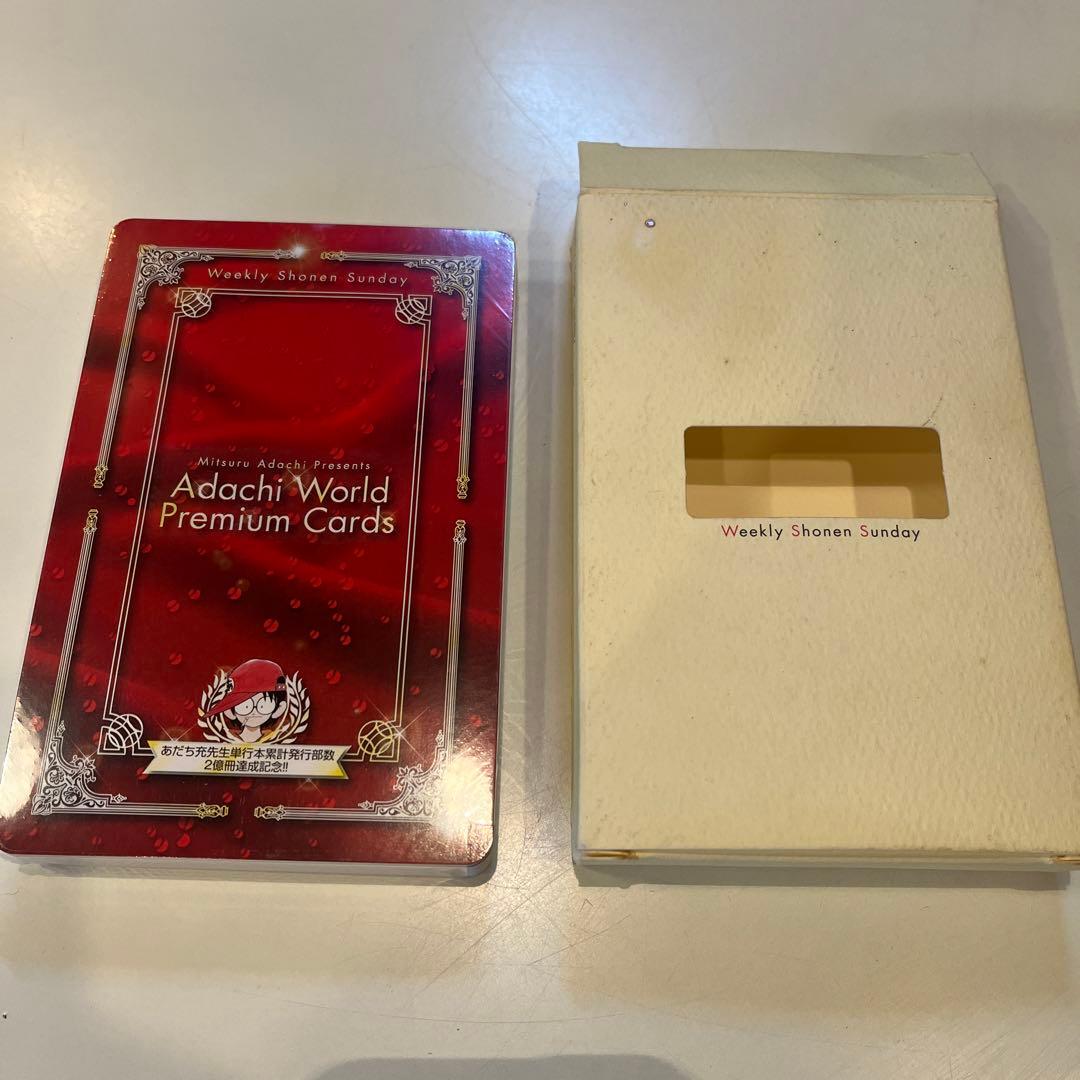 Weekly Shonen Sunday
Mitsuru Adachi Presents
Adachi World
Premium Cards
あだち充先生単行本累計発行部数
2億冊達成記念!!
Weekly Shonen Sunday